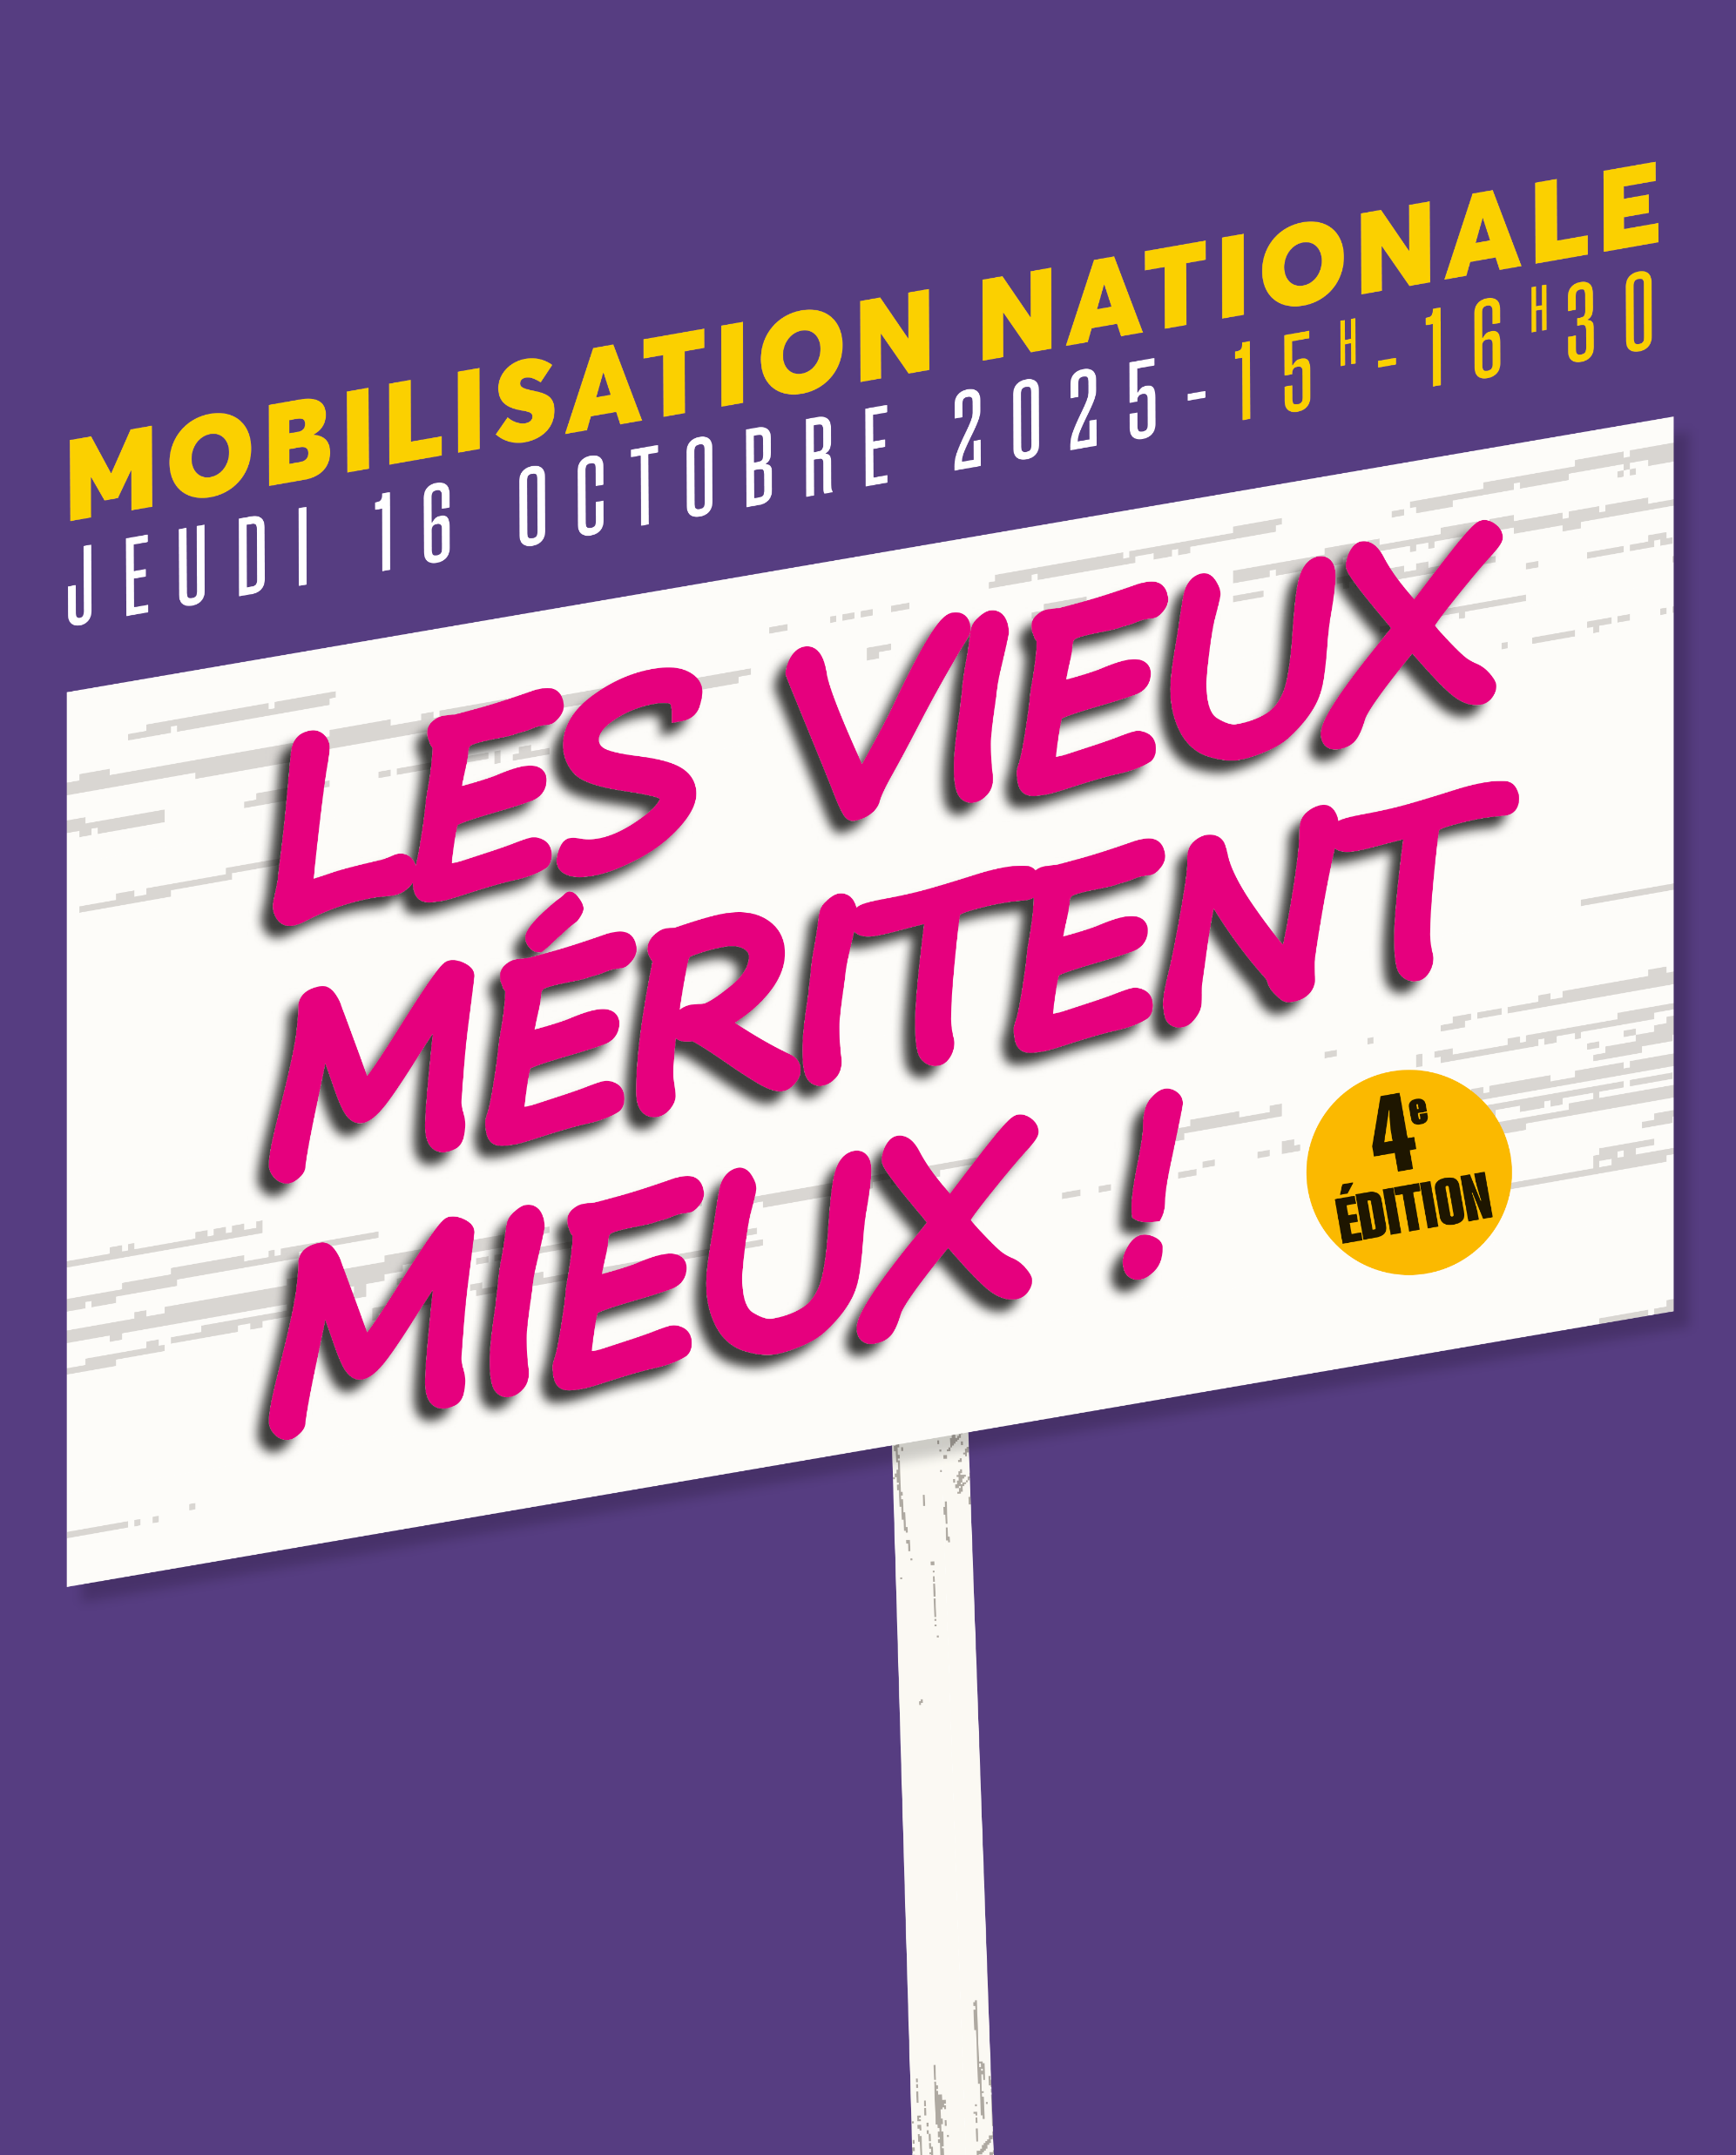 MOBILISATION NATIONALE
JEUDI 16 OCTOBRE 2025 - 15H - 16H30
LES VIEUX
MÉRITENT
MIEUX !
4e
ÉDITION